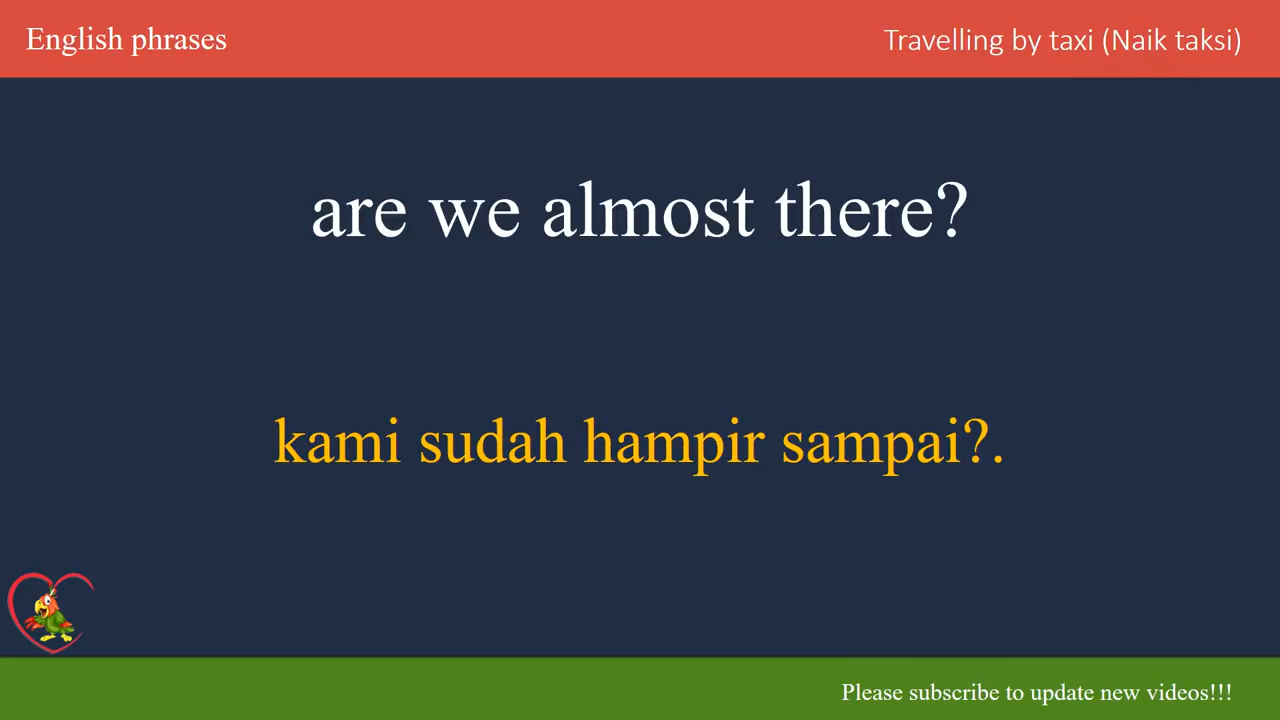 English phrases
Travelling by taxi (Naik taksi)
are we almost there?
kami sudah hampir sampai?.
Please subscribe to update new videos!!!